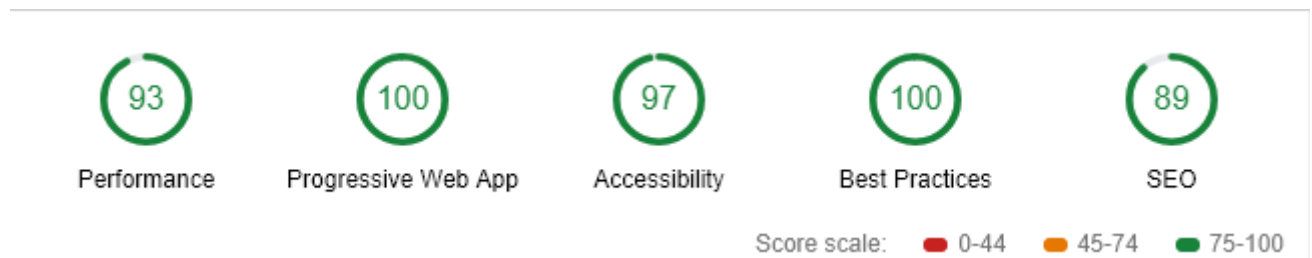 93 100 97 100 89
Performance Progressive Web App Accessibility Best Practices SEO
Score scale: 0-44 45-74 75-100